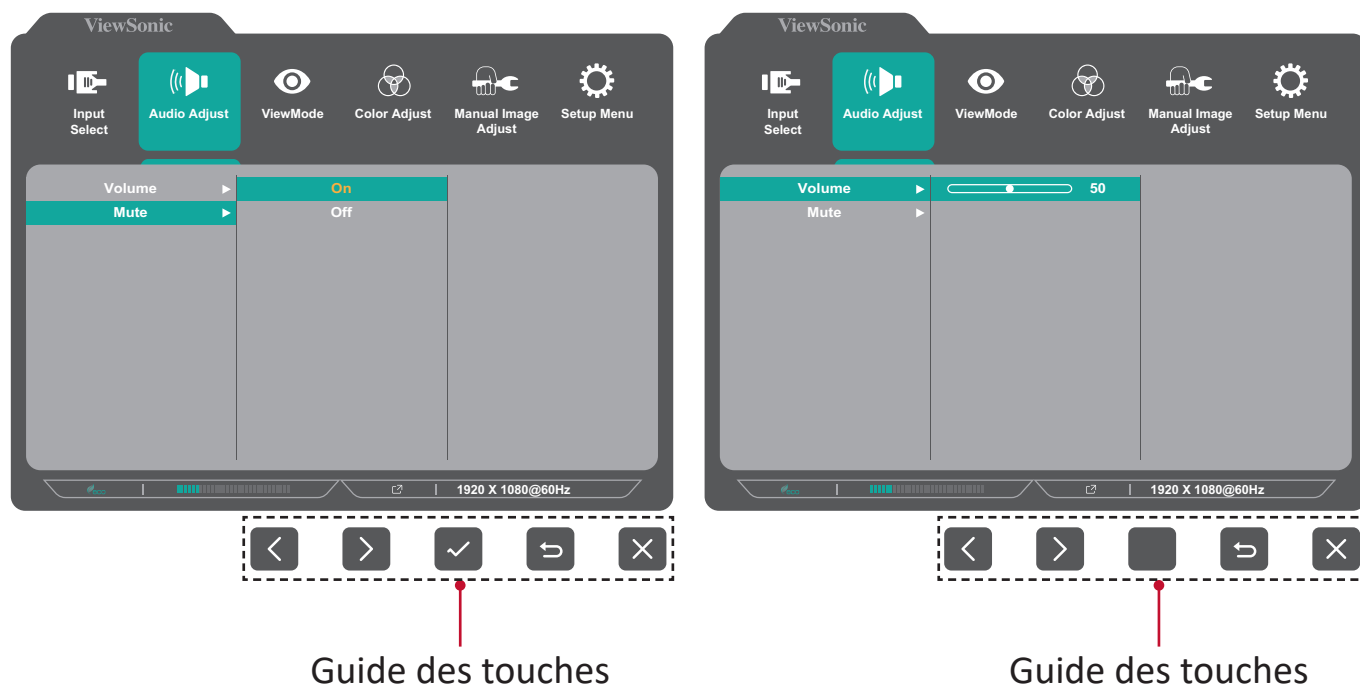 ViewSonic
Input
Select
Audio Adjust
ViewMode
Color Adjust
Manual Image
Adjust
Setup Menu
Volume
On
Mute
Off
eco
1920 X 1080@60Hz
Guide des touches
ViewSonic
Input
Select
Audio Adjust
ViewMode
Color Adjust
Manual Image
Adjust
Setup Menu
Volume
50
Mute
eco
1920 X 1080@60Hz
Guide des touches